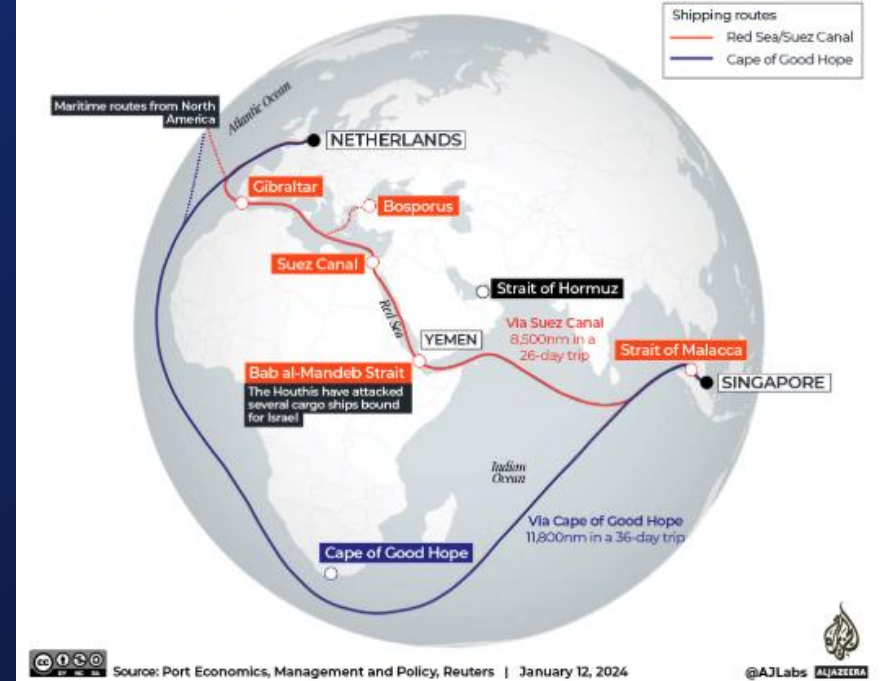 Shipping routes
Red Sea/Suez Canal
Cape of Good Hope
Maritime routes from North
America
Atlantic Ocean
NETHERLANDS
Gibraltar
Bosporus
Suez Canal
Strait of Hormuz
Red Sea
Via Suez Canal
8,500nm in a
26-day trip
YEMEN
Strait of Malacca
Bab al-Mandeb Strait
The Houthis have attacked
several cargo ships bound
for Israel
SINGAPORE
Indian
Ocean
Via Cape of Good Hope
11,800nm in a 36-day trip
Cape of Good Hope
cc BY NC SA
Source: Port Economics, Management and Policy, Reuters | January 12, 2024
@AJLabs ALJAZEERA